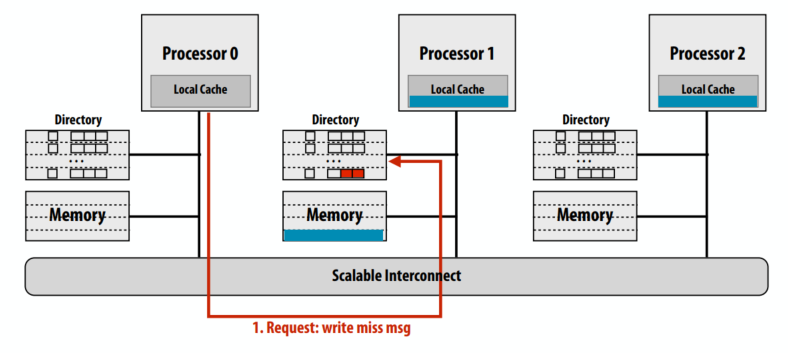 Processor 0
Local Cache
Processor 1
Local Cache
Processor 2
Local Cache
Directory
Directory
Directory
• • •
• • •
• • •
Memory
Memory
Memory
Scalable Interconnect
1. Request: write miss msg